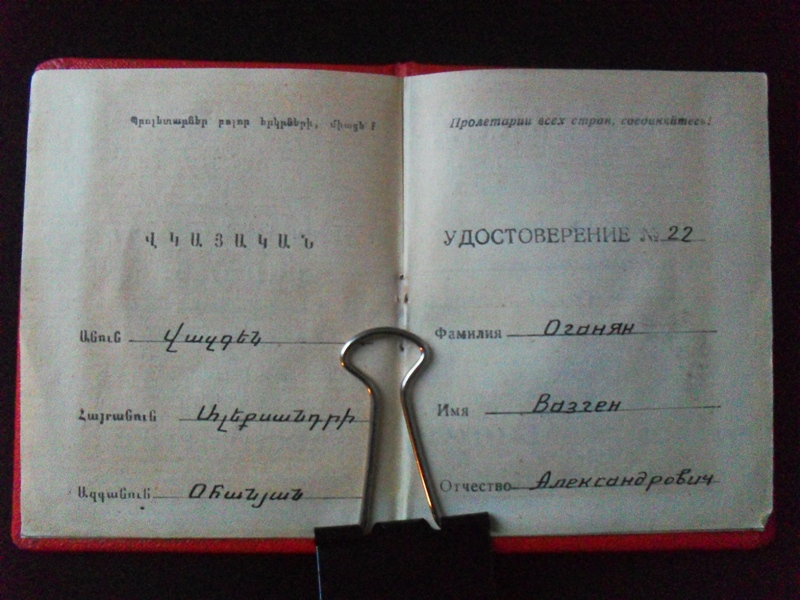 Պրոլետարներ բոլոր երկրների, միացե՛ք
ՎԿԱՅԱԿԱՆ
Անուն Վազգեն
Հայրանուն Ալեքսանդրի
Ազգանուն Օհանյան
Пролетарии всех стран, соединяйтесь!
УДОСТОВЕРЕНИЕ № 22
Фамилия Оганян
Имя Вазген
Отчество Александрович